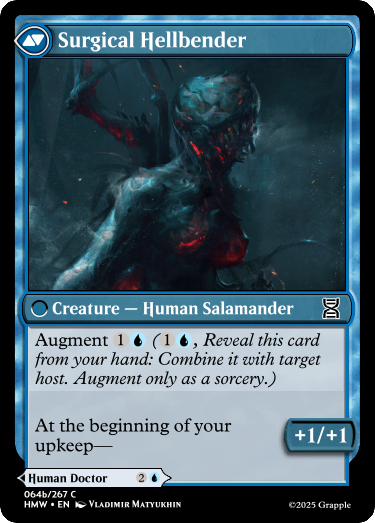 Surgical Hellbender
Creature — Human Salamander
Augment 1 (1, Reveal this card
from your hand: Combine it with target
host. Augment only as a sorcery.)
At the beginning of your
upkeep—
+1/+1
Human Doctor 2
064b/267 C
HMW • EN Vladimir Matyukhin
©2025 Grapple